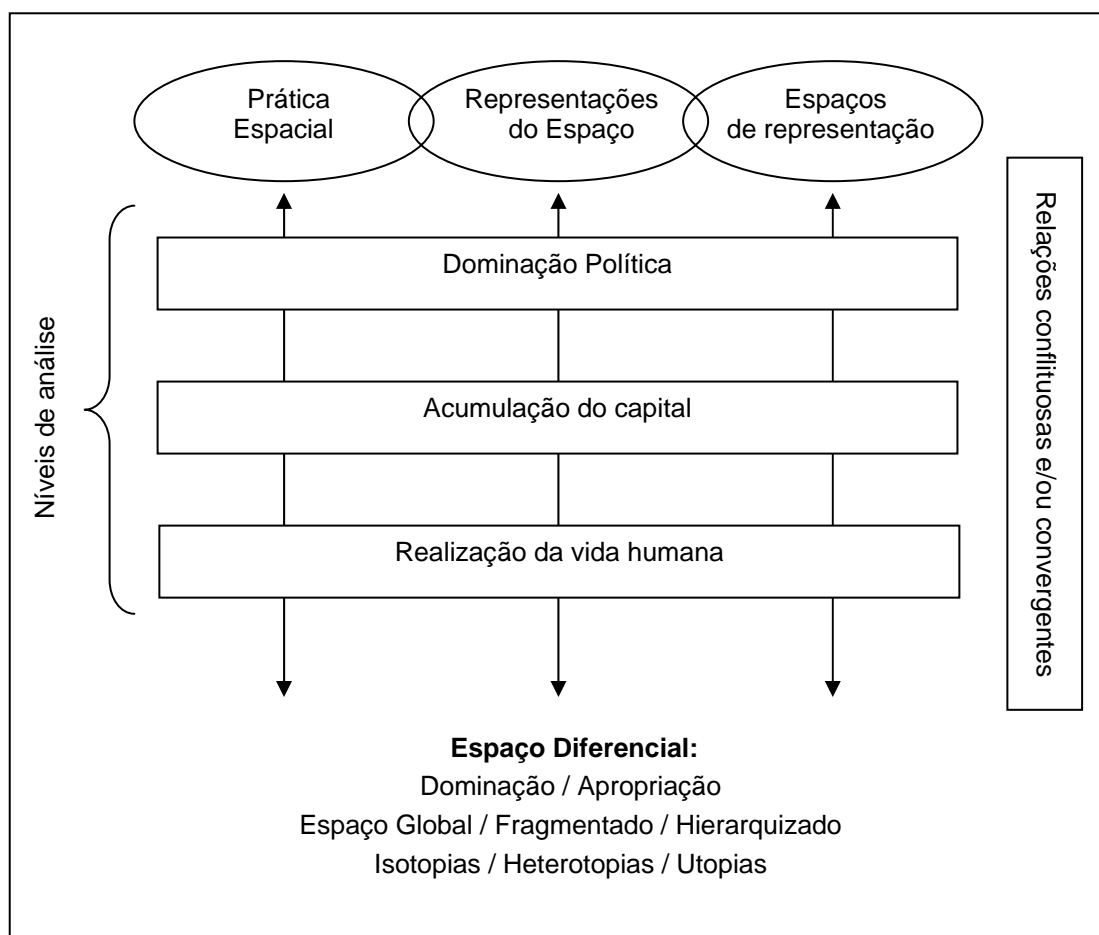 Prática
Espacial
Representações
do Espaço
Espaços
de representação
Dominação Política
Acumulação do capital
Realização da vida humana
Níveis de análise
Relações conflituosas e/ou convergentes
Espaço Diferencial:
Dominação / Apropriação
Espaço Global / Fragmentado / Hierarquizado
Isotopias / Heterotopias / Utopias